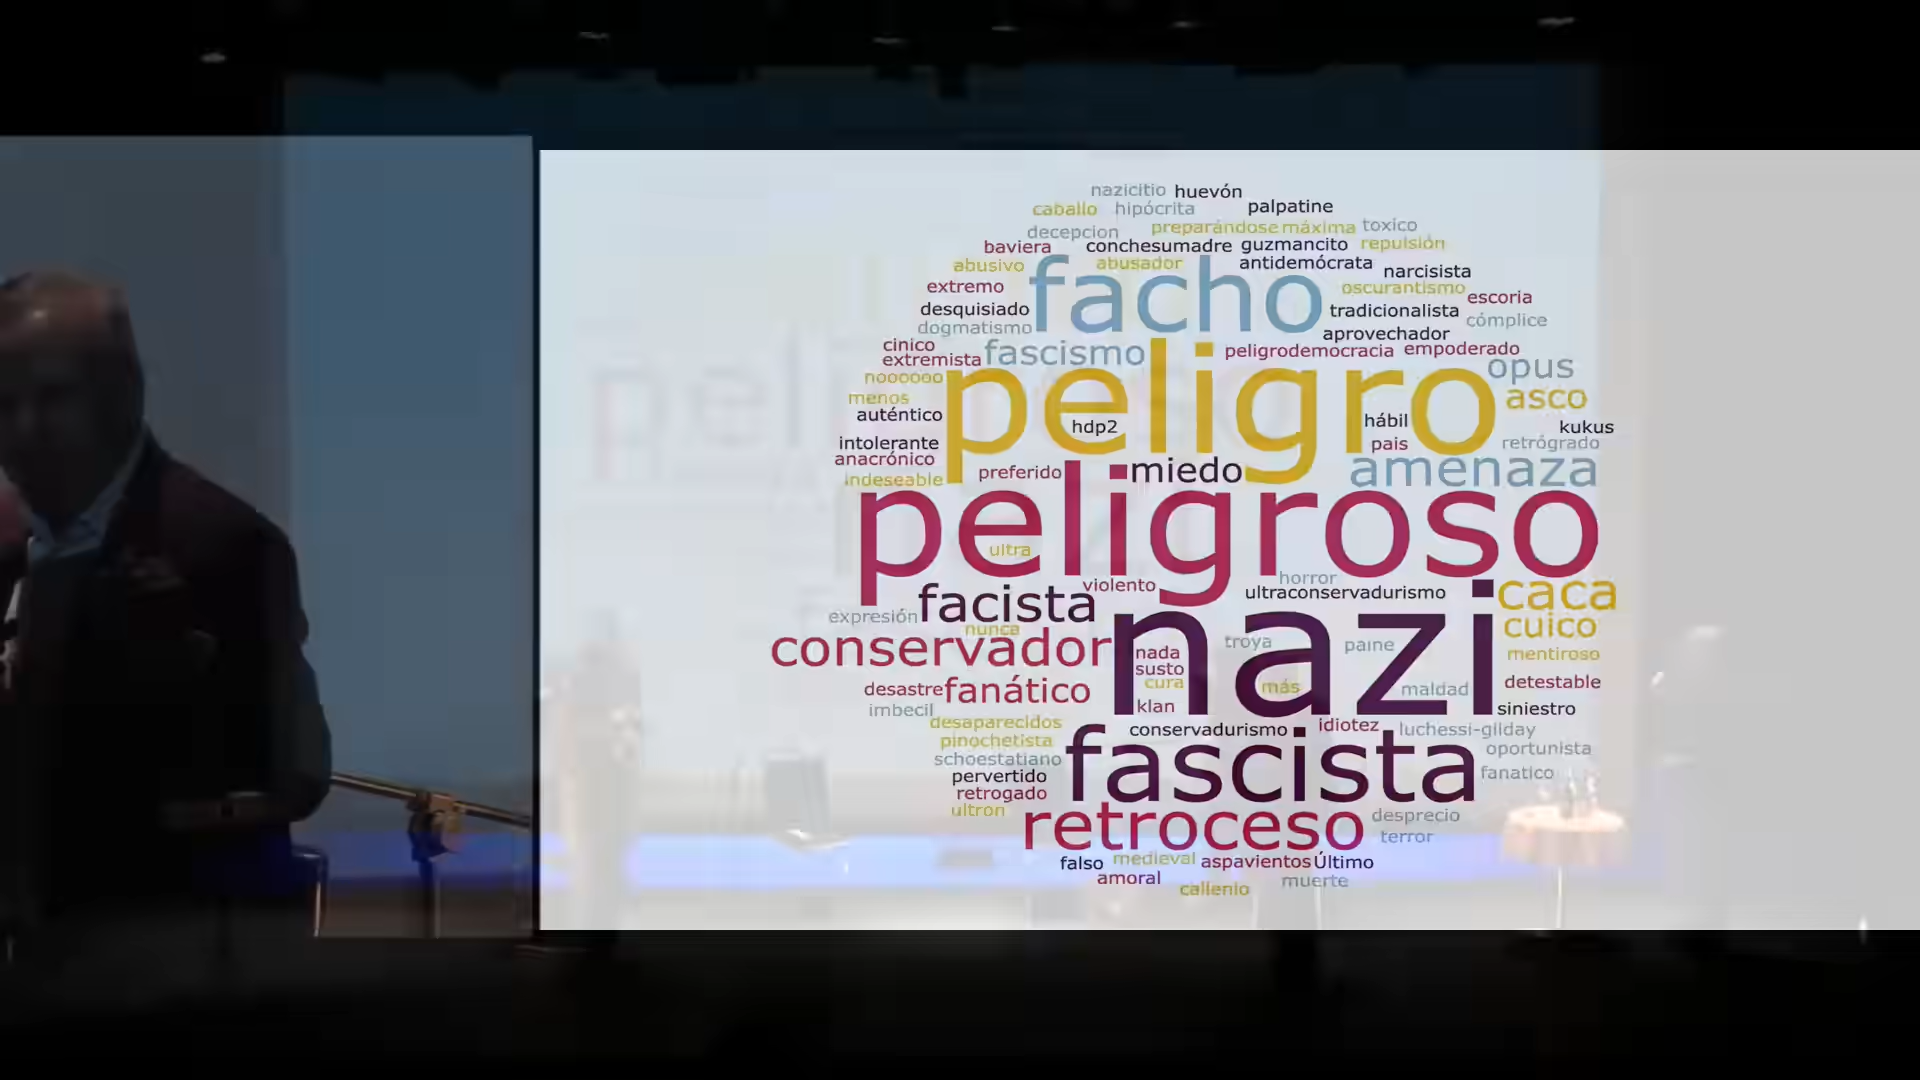 nazicitio huevón
caballo hipócrita palpatine
decepcion preparándose máxima toxico
baviera conchesumadre guzmancito repulsión
abusivo abusador antidemócrata narcisista
extremo facho oscurantismo escoria
desquisiado tradicionalista cómplice
dogmatismo aprovechador
cinico fascismo peligrodemocracia empoderado
extremista opus
noooooo peligro asco
menos
auténtico hdp2 hábil kukus
intolerante pais retrógrado
anacrónico preferido miedo amenaza
indeseable
peligroso
ultra
violento horror
facista ultraconservadurismo caca
expresión nunca cuico
conservador nazi
nada troya paine mentiroso
susto
desastre fanático cura más maldad detestable
imbecil klan siniestro
desaparecidos conservadurismo idiotez luchessi-gilday
pinochetista fascista oportunista
schoestatiano
pervertido fanatico
retrogado
ultron retroceso desprecio
terror
falso medieval aspavientos Último
amoral callenlo muerte